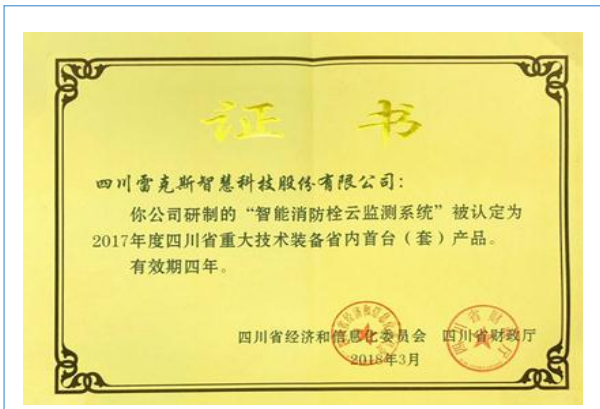 证 书
四川雷克斯智慧科技股份有限公司：
你公司研制的“智能消防栓云监测系统”被认定为
2017年度四川省重大技术装备省内首台（套）产品。
有效期四年。
四川省经济和信息化委员会 四川省财政厅
2018年3月